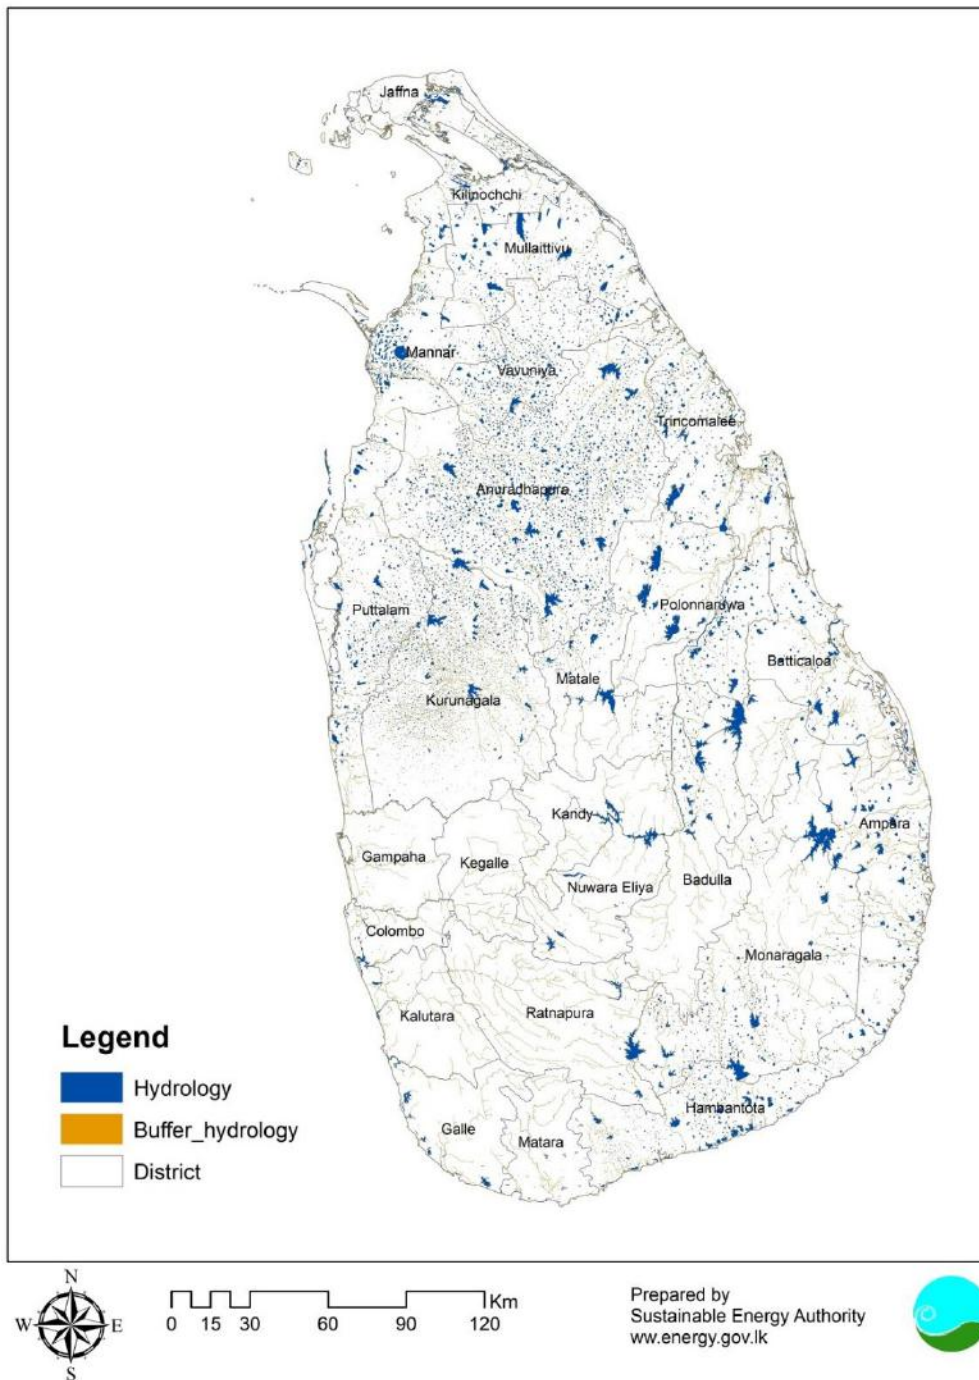 Jaffna
Kilinochchi
Mullaittivu
Mannar
Vavuniya
Trincomalee
Anuradhapura
Puttalam
Polonnaruwa
Batticaloa
Matale
Kurunagala
Kandy
Ampara
Gampaha
Kegalle
Nuwara Eliya
Badulla
Colombo
Monaragala
Kalutara
Ratnapura
Hambantota
Galle
Matara
Legend
Hydrology
Buffer_hydrology
District
N
W E
S
Km
0 15 30 60 90 120
Prepared by
Sustainable Energy Authority
ww.energy.gov.lk